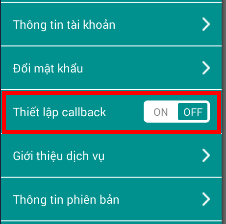 Thông tin tài khoản
Đổi mật khẩu
Thiết lập callback ON OFF
Giới thiệu dịch vụ
Thông tin phiên bản